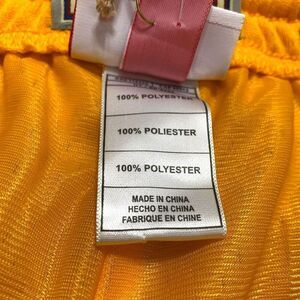 100% POLYESTER
100% POLIESTER
100% POLYESTER
MADE IN CHINA
HECHO EN CHINA
FABRIQUE EN CHINE